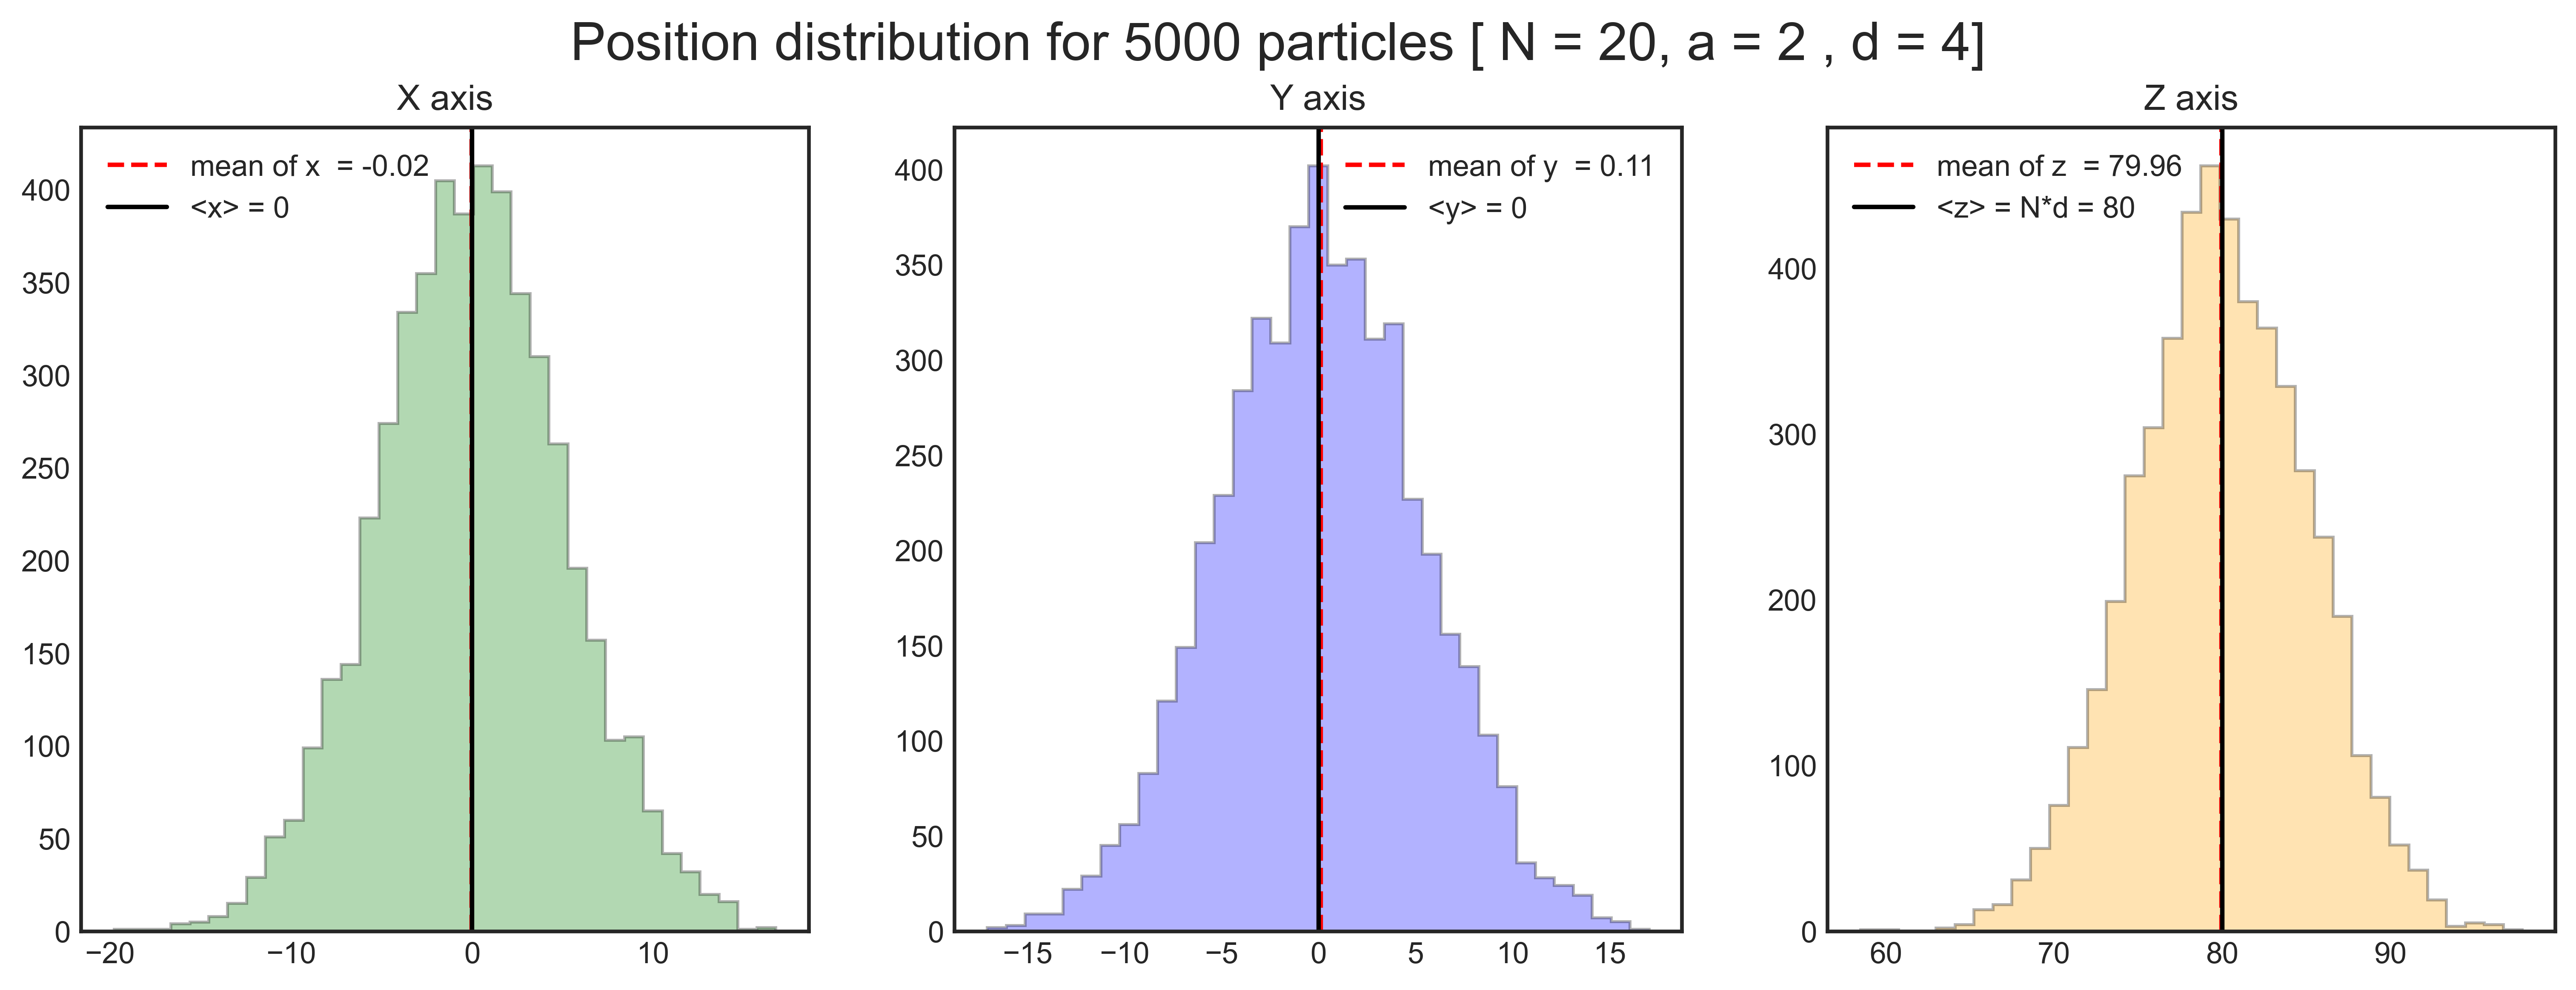 Position distribution for 5000 particles [ N = 20, a = 2 , d = 4]
X axis
mean of x = -0.02
<x> = 0
400
350
300
250
200
150
100
50
0
−20 −10 0 10
Y axis
mean of y = 0.11
<y> = 0
400
350
300
250
200
150
100
50
0
−15 −10 −5 0 5 10 15
Z axis
mean of z = 79.96
<z> = N*d = 80
400
300
200
100
0
60 70 80 90